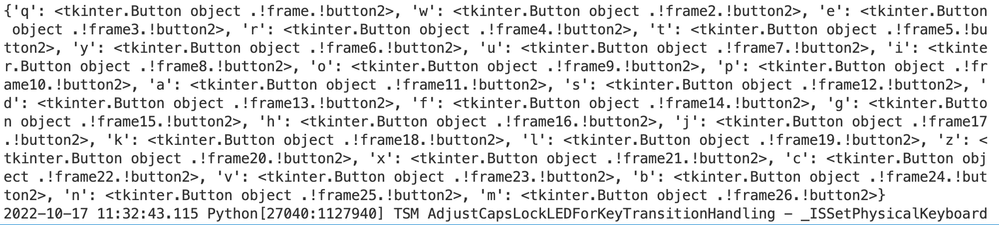 {'q': <tkinter.Button object .!frame.!button2>, 'w': <tkinter.Button object .!frame2.!button2>, 'e': <tkinter.Button
 object .!frame3.!button2>, 'r': <tkinter.Button object .!frame4.!button2>, 't': <tkinter.Button object .!frame5.!bu
tton2>, 'y': <tkinter.Button object .!frame6.!button2>, 'u': <tkinter.Button object .!frame7.!button2>, 'i': <tkinte
r.Button object .!frame8.!button2>, 'o': <tkinter.Button object .!frame9.!button2>, 'p': <tkinter.Button object .!fr
ame10.!button2>, 'a': <tkinter.Button object .!frame11.!button2>, 's': <tkinter.Button object .!frame12.!button2>, '
d': <tkinter.Button object .!frame13.!button2>, 'f': <tkinter.Button object .!frame14.!button2>, 'g': <tkinter.Butto
n object .!frame15.!button2>, 'h': <tkinter.Button object .!frame16.!button2>, 'j': <tkinter.Button object .!frame17
.!button2>, 'k': <tkinter.Button object .!frame18.!button2>, 'l': <tkinter.Button object .!frame19.!button2>, 'z': <
tkinter.Button object .!frame20.!button2>, 'x': <tkinter.Button object .!frame21.!button2>, 'c': <tkinter.Button obj
ect .!frame22.!button2>, 'v': <tkinter.Button object .!frame23.!button2>, 'b': <tkinter.Button object .!frame24.!but
ton2>, 'n': <tkinter.Button object .!frame25.!button2>, 'm': <tkinter.Button object .!frame26.!button2>}
2022-10-17 11:32:43.115 Python[27040:1127940] TSM AdjustCapsLockLEDForKeyTransitionHandling - _ISSetPhysicalKeyboard